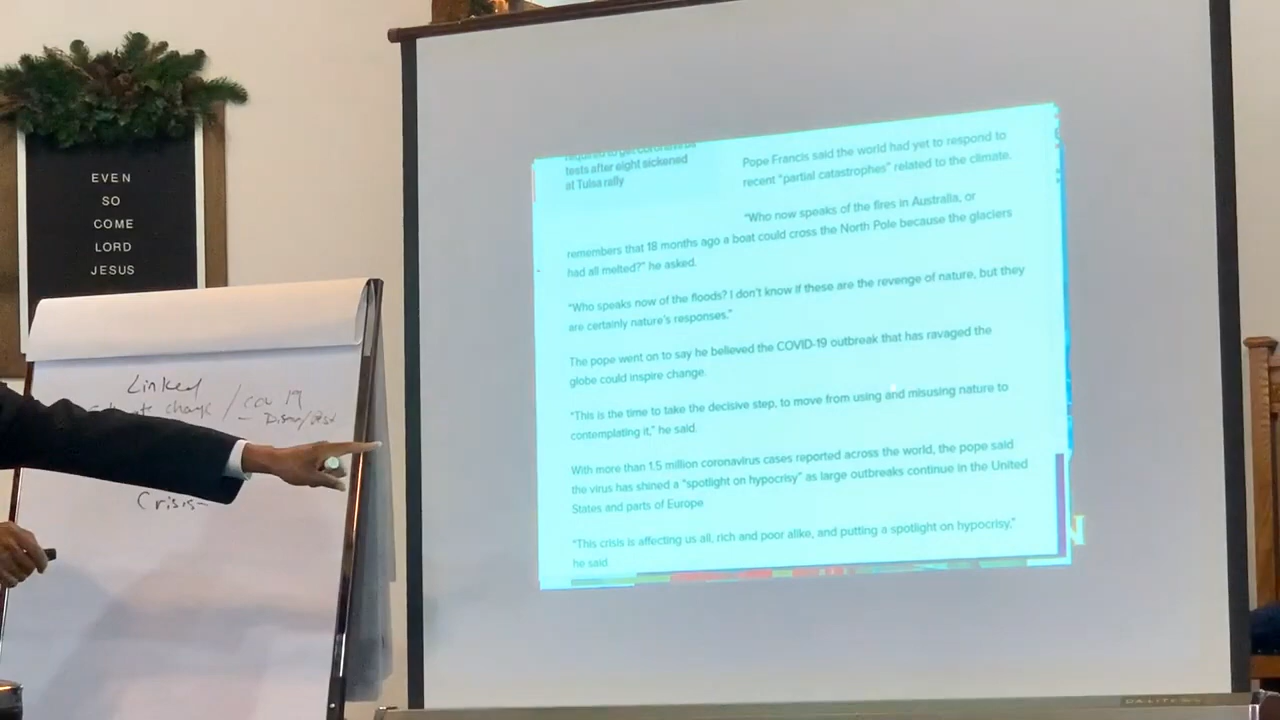 EVEN
SO
COME
LORD
JESUS
Linked
change / COV 19
Crisis-
required to get coronavirus
tests after eight sickened
at Tulsa rally
Pope Francis said the world had yet to respond to
recent "partial catastrophes" related to the climate.
"Who now speaks of the fires in Australia, or
remembers that 18 months ago a boat could cross the North Pole because the glaciers
had all melted?" he asked.
"Who speaks now of the floods? I don't know if these are the revenge of nature, but they
are certainly nature's responses."
The pope went on to say he believed the COVID-19 outbreak that has ravaged the
globe could inspire change.
"This is the time to take the decisive step, to move from using and misusing nature to
contemplating it," he said.
With more than 1.5 million coronavirus cases reported across the world, the pope said
the virus has shined a "spotlight on hypocrisy" as large outbreaks continue in the United
States and parts of Europe
"This crisis is affecting us all, rich and poor alike, and putting a spotlight on hypocrisy,"
he said
N
DA-LITE